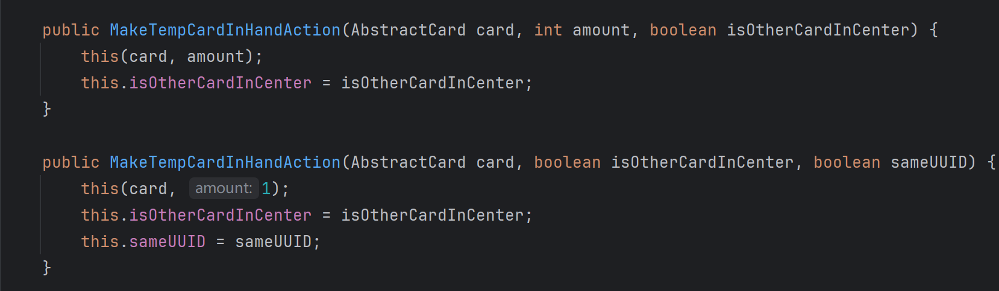 public MakeTempCardInHandAction(AbstractCard card, int amount, boolean isOtherCardInCenter) {
this(card, amount);
this.isOtherCardInCenter = isOtherCardInCenter;
}
public MakeTempCardInHandAction(AbstractCard card, boolean isOtherCardInCenter, boolean sameUUID) {
this(card, amount: 1);
this.isOtherCardInCenter = isOtherCardInCenter;
this.sameUUID = sameUUID;
}